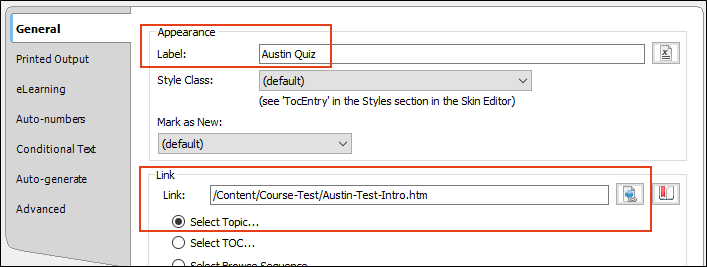 General
Printed Output
eLearning
Auto-numbers
Conditional Text
Auto-generate
Advanced
Appearance
Label: Austin Quiz
Style Class: (default)
(see 'TocEntry' in the Styles section in the Skin Editor)
Mark as New:
(default)
Link
Link: /Content/Course-Test/Austin-Test-Intro.htm
Select Topic...
Select TOC...
Select Browse Sequence